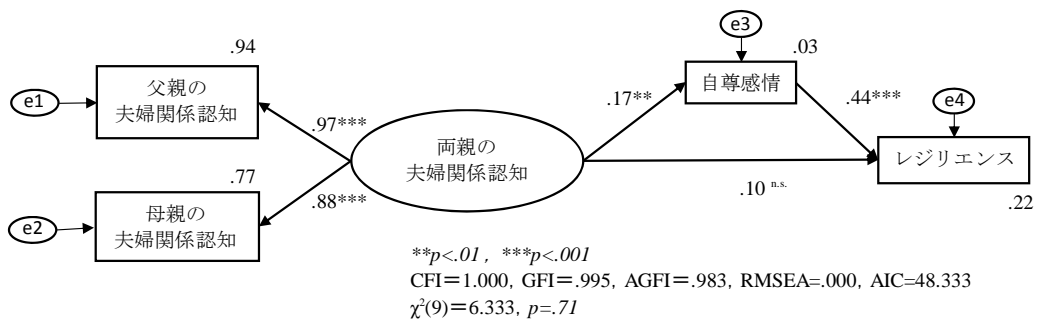 e3
.94
.03
父親の
夫婦関係認知
自尊感情
e1
.17**
.44***
e4
.97***
両親の
夫婦関係認知
レジリエンス
.77
.88***
.10 n.s.
.22
母親の
夫婦関係認知
e2
**p<.01, ***p<.001
CFI=1.000, GFI=.995, AGFI=.983, RMSEA=.000, AIC=48.333
χ²(9)=6.333, p=.71